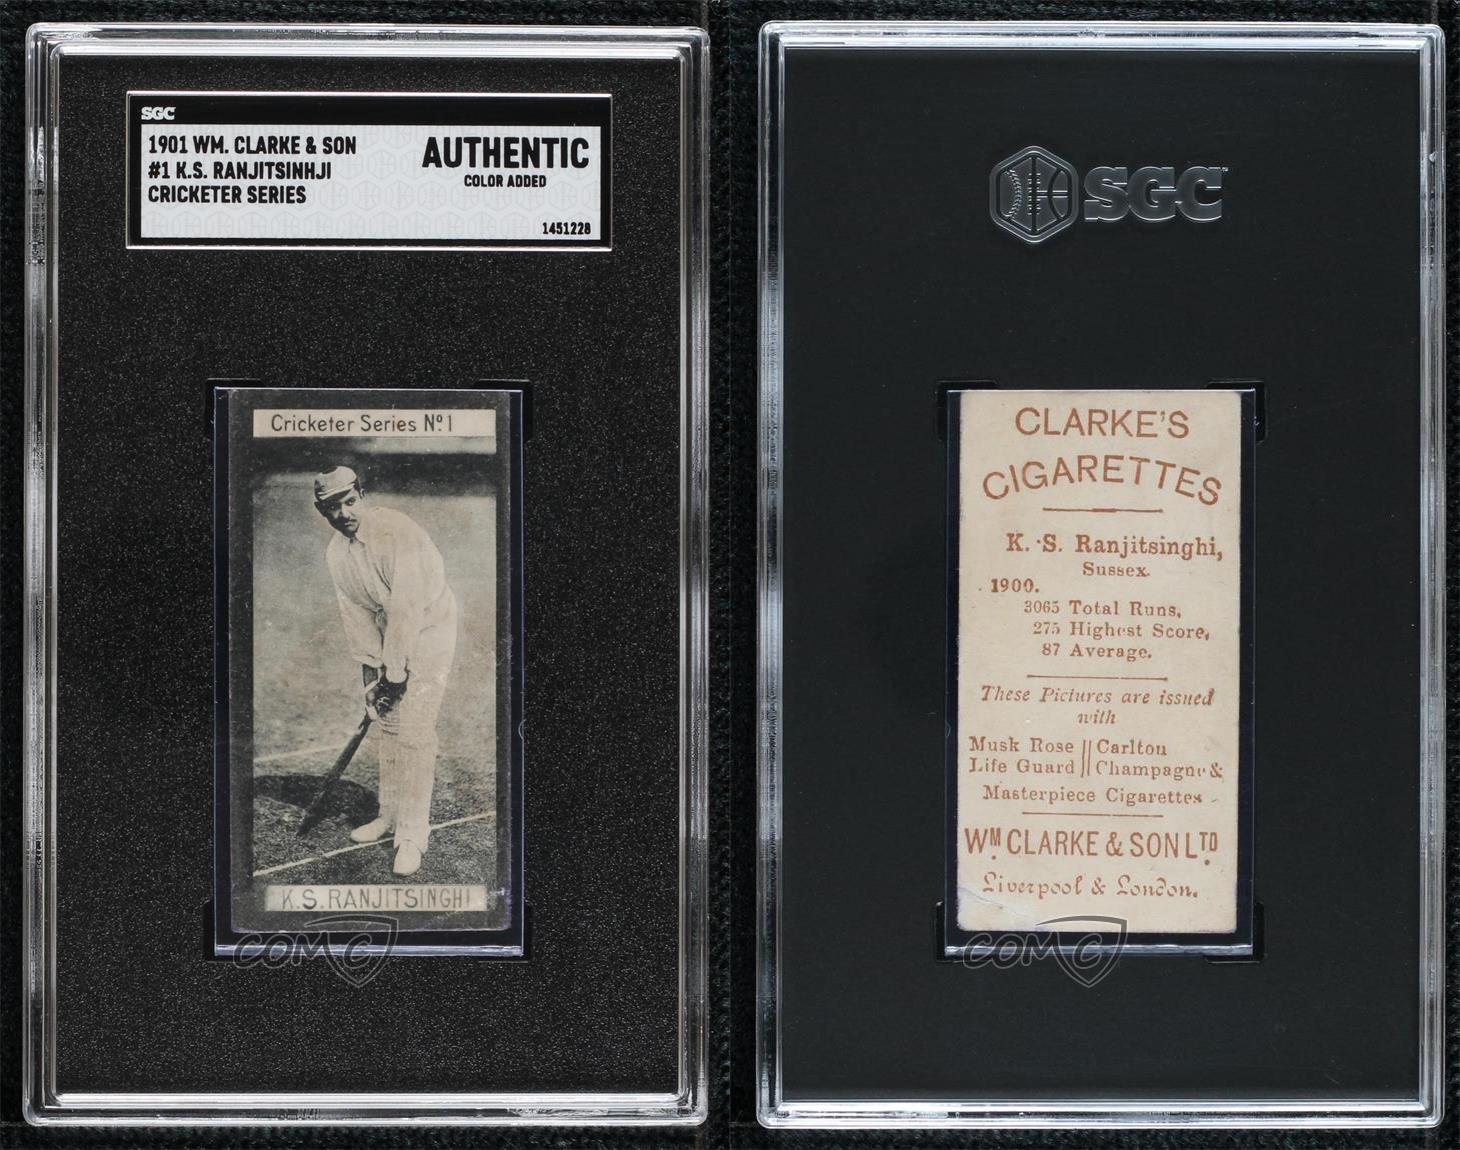 SGC
1901 WM. CLARKE & SON
#1 K.S. RANJITSINHJI
CRICKETER SERIES
AUTHENTIC
COLOR ADDED
1451228
Cricketer Series Nº1
K.S. RANJITSINGHI
COMC
SGC
CLARKE'S
CIGARETTES
K. S. Ranjitsinghi,
Sussex.
1900.
3065 Total Runs,
275 Highest Score,
87 Average.
These Pictures are issued
with
Musk Rose || Carlton
Life Guard || Champagne &
Masterpiece Cigarettes
WM. CLARKE & SON LTD.
Liverpool & London.
COMC